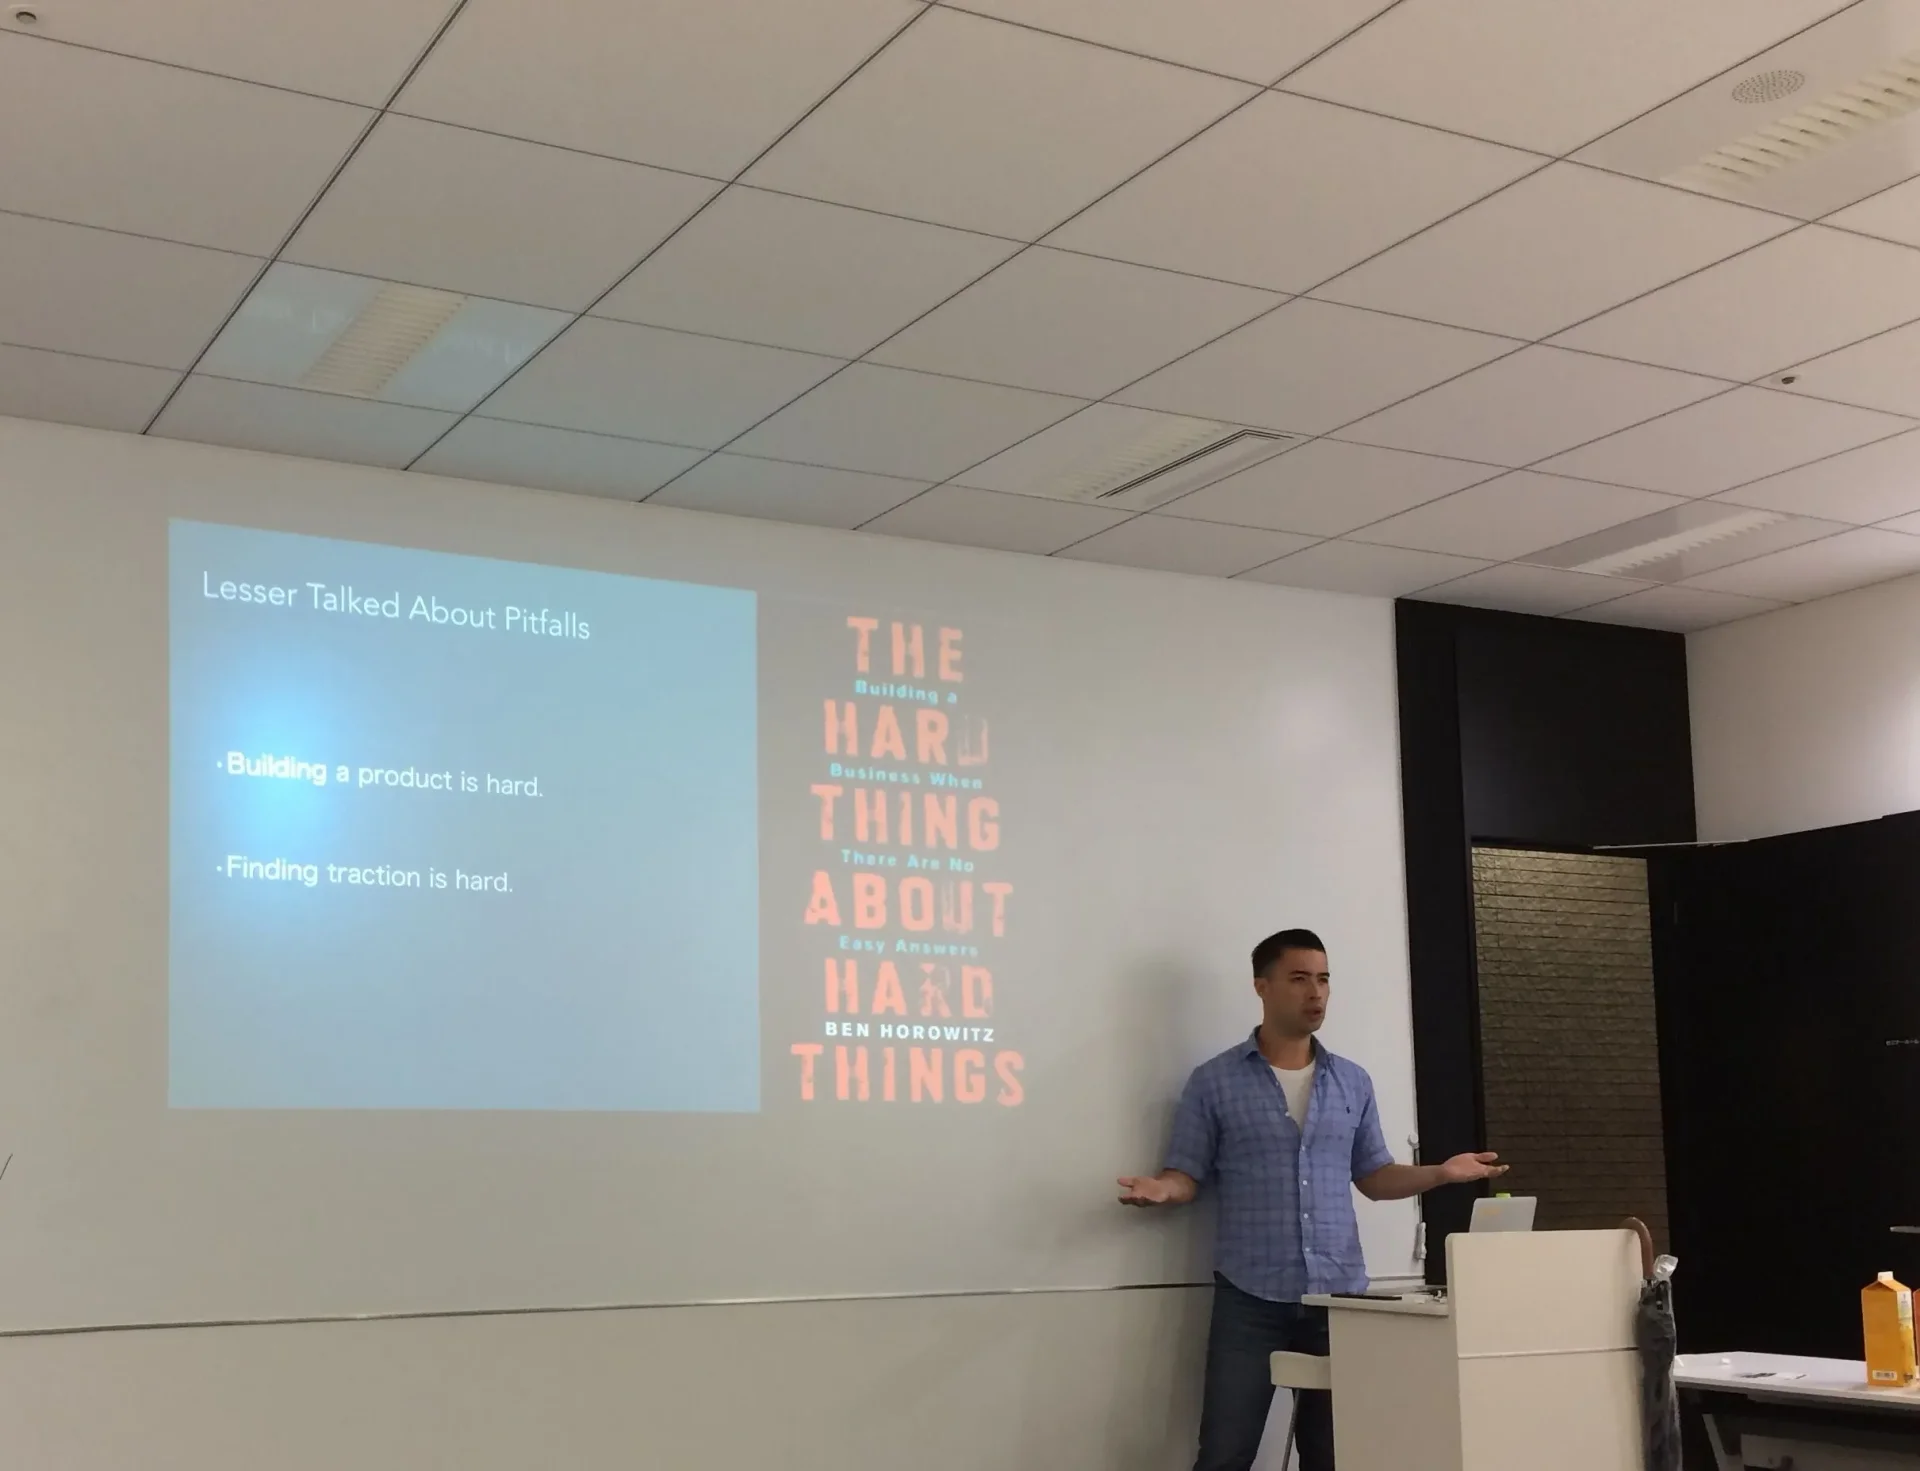 Lesser Talked About Pitfalls
· Building a product is hard.
· Finding traction is hard.
THE
Building a
HARD
Business When
THING
There Are No
ABOUT
Easy Answers
HARD
BEN HOROWITZ
THINGS